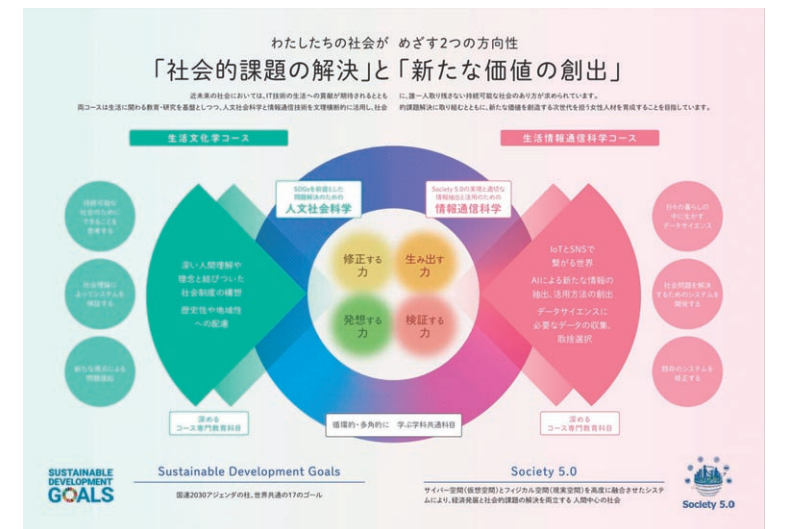 わたしたちの社会が めざす2つの方向性
「社会的課題の解決」と「新たな価値の創出」
近未来の社会においては、IT技術の生活への貢献が期待されるととも に、誰一人取り残さない持続可能な社会のあり方が求められています。
両コースは生活に関わる教育・研究を基盤としつつ、人文社会科学と情報通信技術を文理横断的に活用し、社会 的課題解決に取り組むとともに、新たな価値を創造する次世代を担う女性人材を育成することを目指しています。
生活文化学コース
生活情報通信科学コース
SDGsを前提とした
問題解決のための
人文社会科学
Society 5.0の実現と適切な
情報抽出と活用のための
情報通信科学
持続可能な
社会のために
できることを
思考する
社会理論に
よってシステムを
検証する
新たな視点による
問題提起
深い人間理解や
理念と結びついた
社会制度の構想
歴史性や地域性
への配慮
修正する
力
生み出す
力
発想する
力
検証する
力
IoTとSNSで
繋がる世界
AIによる新たな情報の
抽出、活用方法の創出
データサイエンスに
必要なデータの収集、
取捨選択
日々の暮らしの
中に生かす
データサイエンス
社会問題を解決
するためのシステムを
開発する
既存のシステムを
修正する
深める
コース専門教育科目
循環的・多角的に 学ぶ学科共通科目
深める
コース専門教育科目
SUSTAINABLE
DEVELOPMENT
GOALS
Sustainable Development Goals
国連2030アジェンダの柱、世界共通の17のゴール
Society 5.0
サイバー空間(仮想空間)とフィジカル空間(現実空間)を高度に融合させたシステ
ムにより、経済発展と社会的課題の解決を両立する 人間中心の社会
Society 5.0